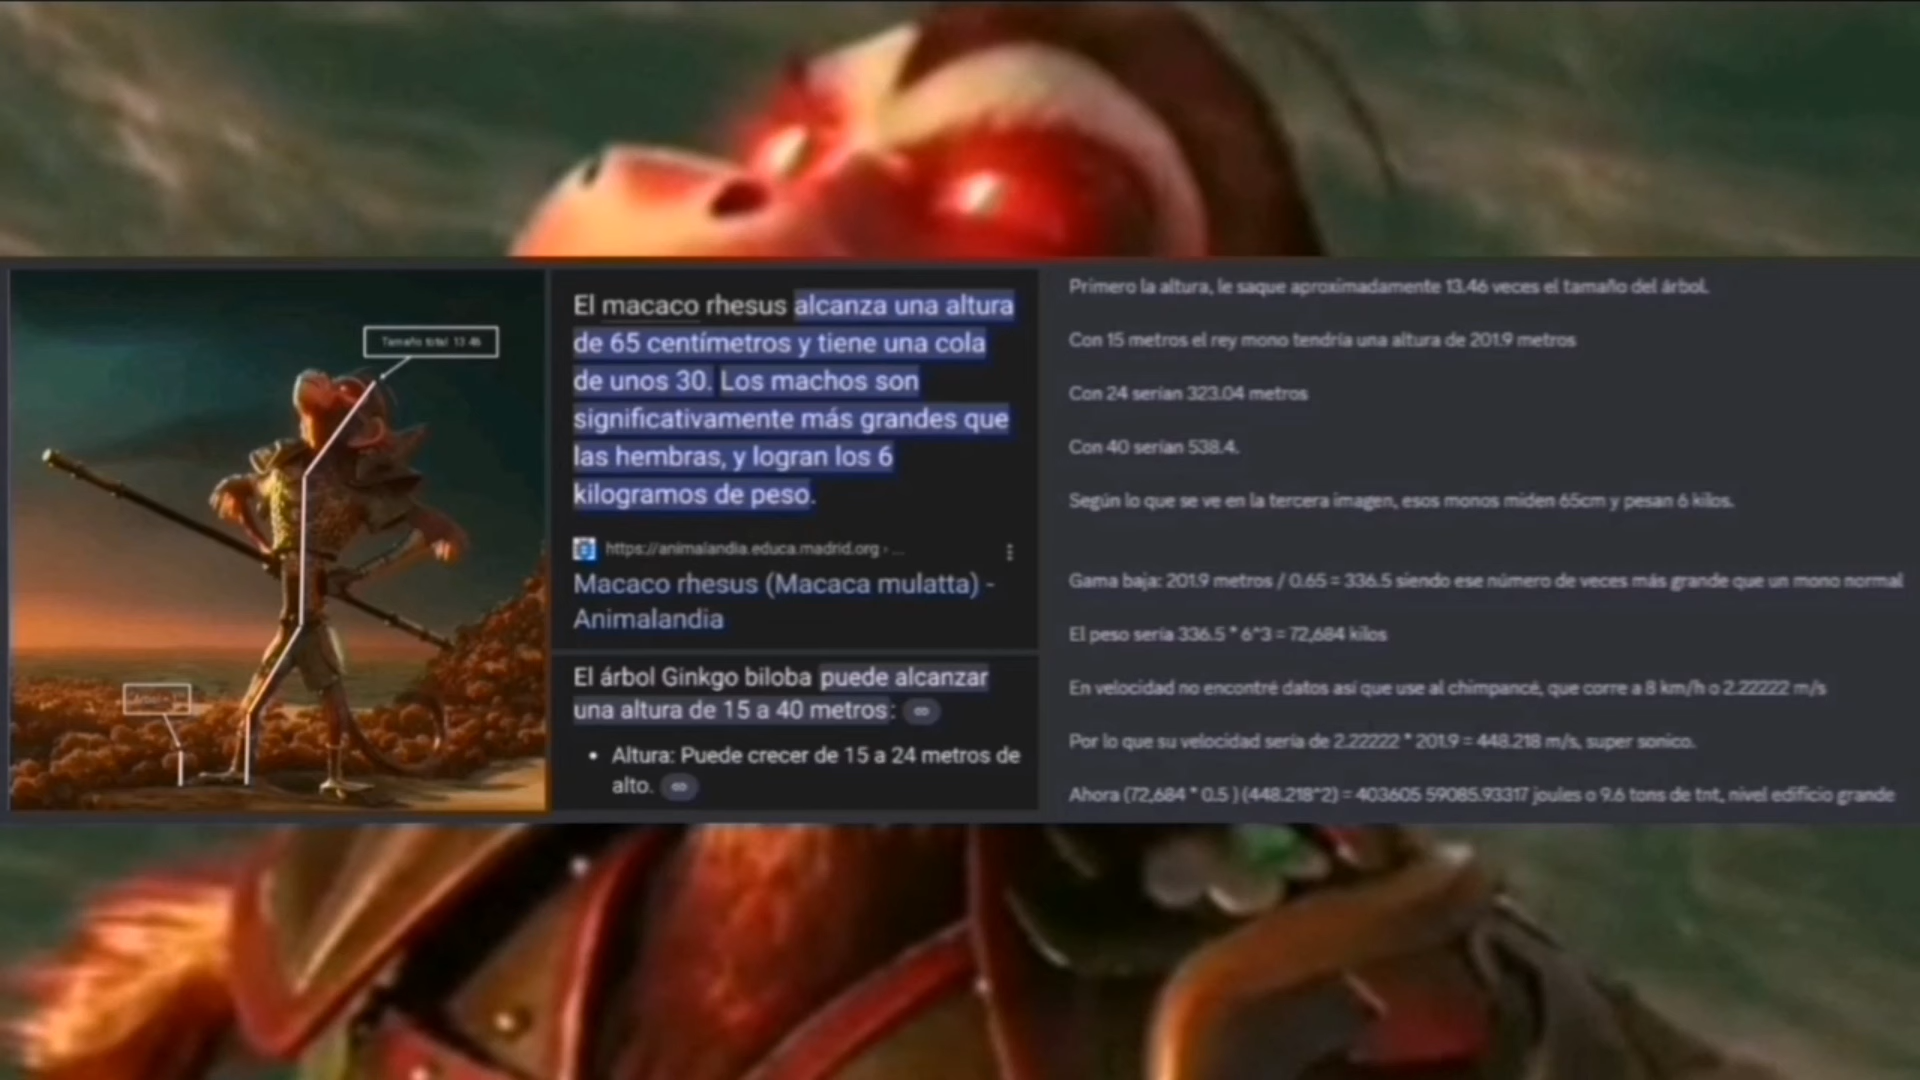 Tamaño total 13.46
El macaco rhesus alcanza una altura
de 65 centímetros y tiene una cola
de unos 30. Los machos son
significativamente más grandes que
las hembras, y logran los 6
kilogramos de peso.
https://animalandia.educa.madrid.org › ...
Macaco rhesus (Macaca mulatta) -
Animalandia
El árbol Ginkgo biloba puede alcanzar
una altura de 15 a 40 metros:
• Altura: Puede crecer de 15 a 24 metros de
alto.
Primero la altura, le saque aproximadamente 13.46 veces el tamaño del árbol.
Con 15 metros el rey mono tendría una altura de 201.9 metros
Con 24 serían 323.04 metros
Con 40 serían 538.4.
Según lo que se ve en la tercera imagen, esos monos miden 65cm y pesan 6 kilos.
Gama baja: 201.9 metros / 0.65 = 336.5 siendo ese número de veces más grande que un mono normal
El peso sería 336.5 * 6^3 = 72,684 kilos
En velocidad no encontré datos así que use al chimpancé, que corre a 8 km/h o 2.22222 m/s
Por lo que su velocidad sería de 2.22222 * 201.9 = 448.218 m/s, super sonico.
Ahora (72,684 * 0.5 ) (448.218^2) = 403605 59085.93317 joules o 9.6 tons de tnt, nivel edificio grande